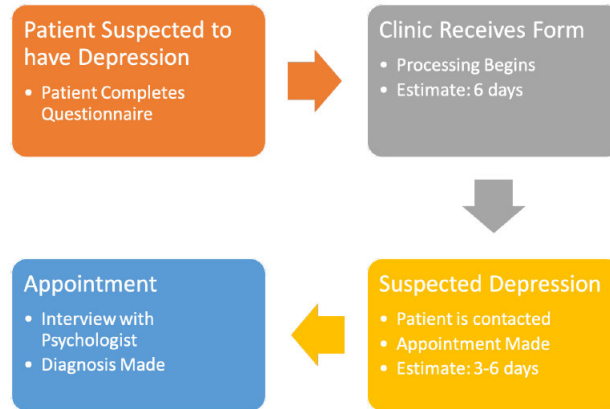 Patient Suspected to
have Depression
• Patient Completes
Questionnaire
Clinic Receives Form
• Processing Begins
• Estimate: 6 days
Suspected Depression
• Patient is contacted
• Appointment Made
• Estimate: 3-6 days
Appointment
• Interview with
Psychologist
• Diagnosis Made